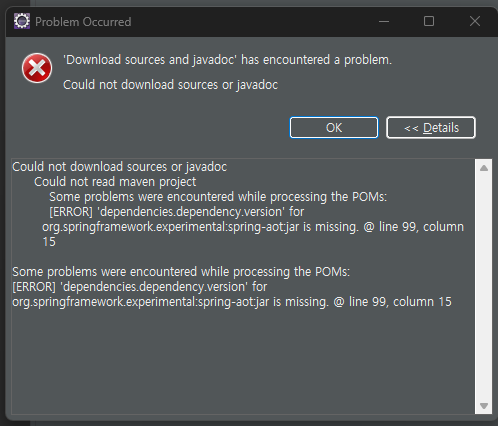 Problem Occurred
'Download sources and javadoc' has encountered a problem.
Could not download sources or javadoc
OK
<< Details
Could not download sources or javadoc
Could not read maven project
Some problems were encountered while processing the POMs:
[ERROR] 'dependencies.dependency.version' for
org.springframework.experimental:spring-aot:jar is missing. @ line 99, column
15
Some problems were encountered while processing the POMs:
[ERROR] 'dependencies.dependency.version' for
org.springframework.experimental:spring-aot:jar is missing. @ line 99, column 15